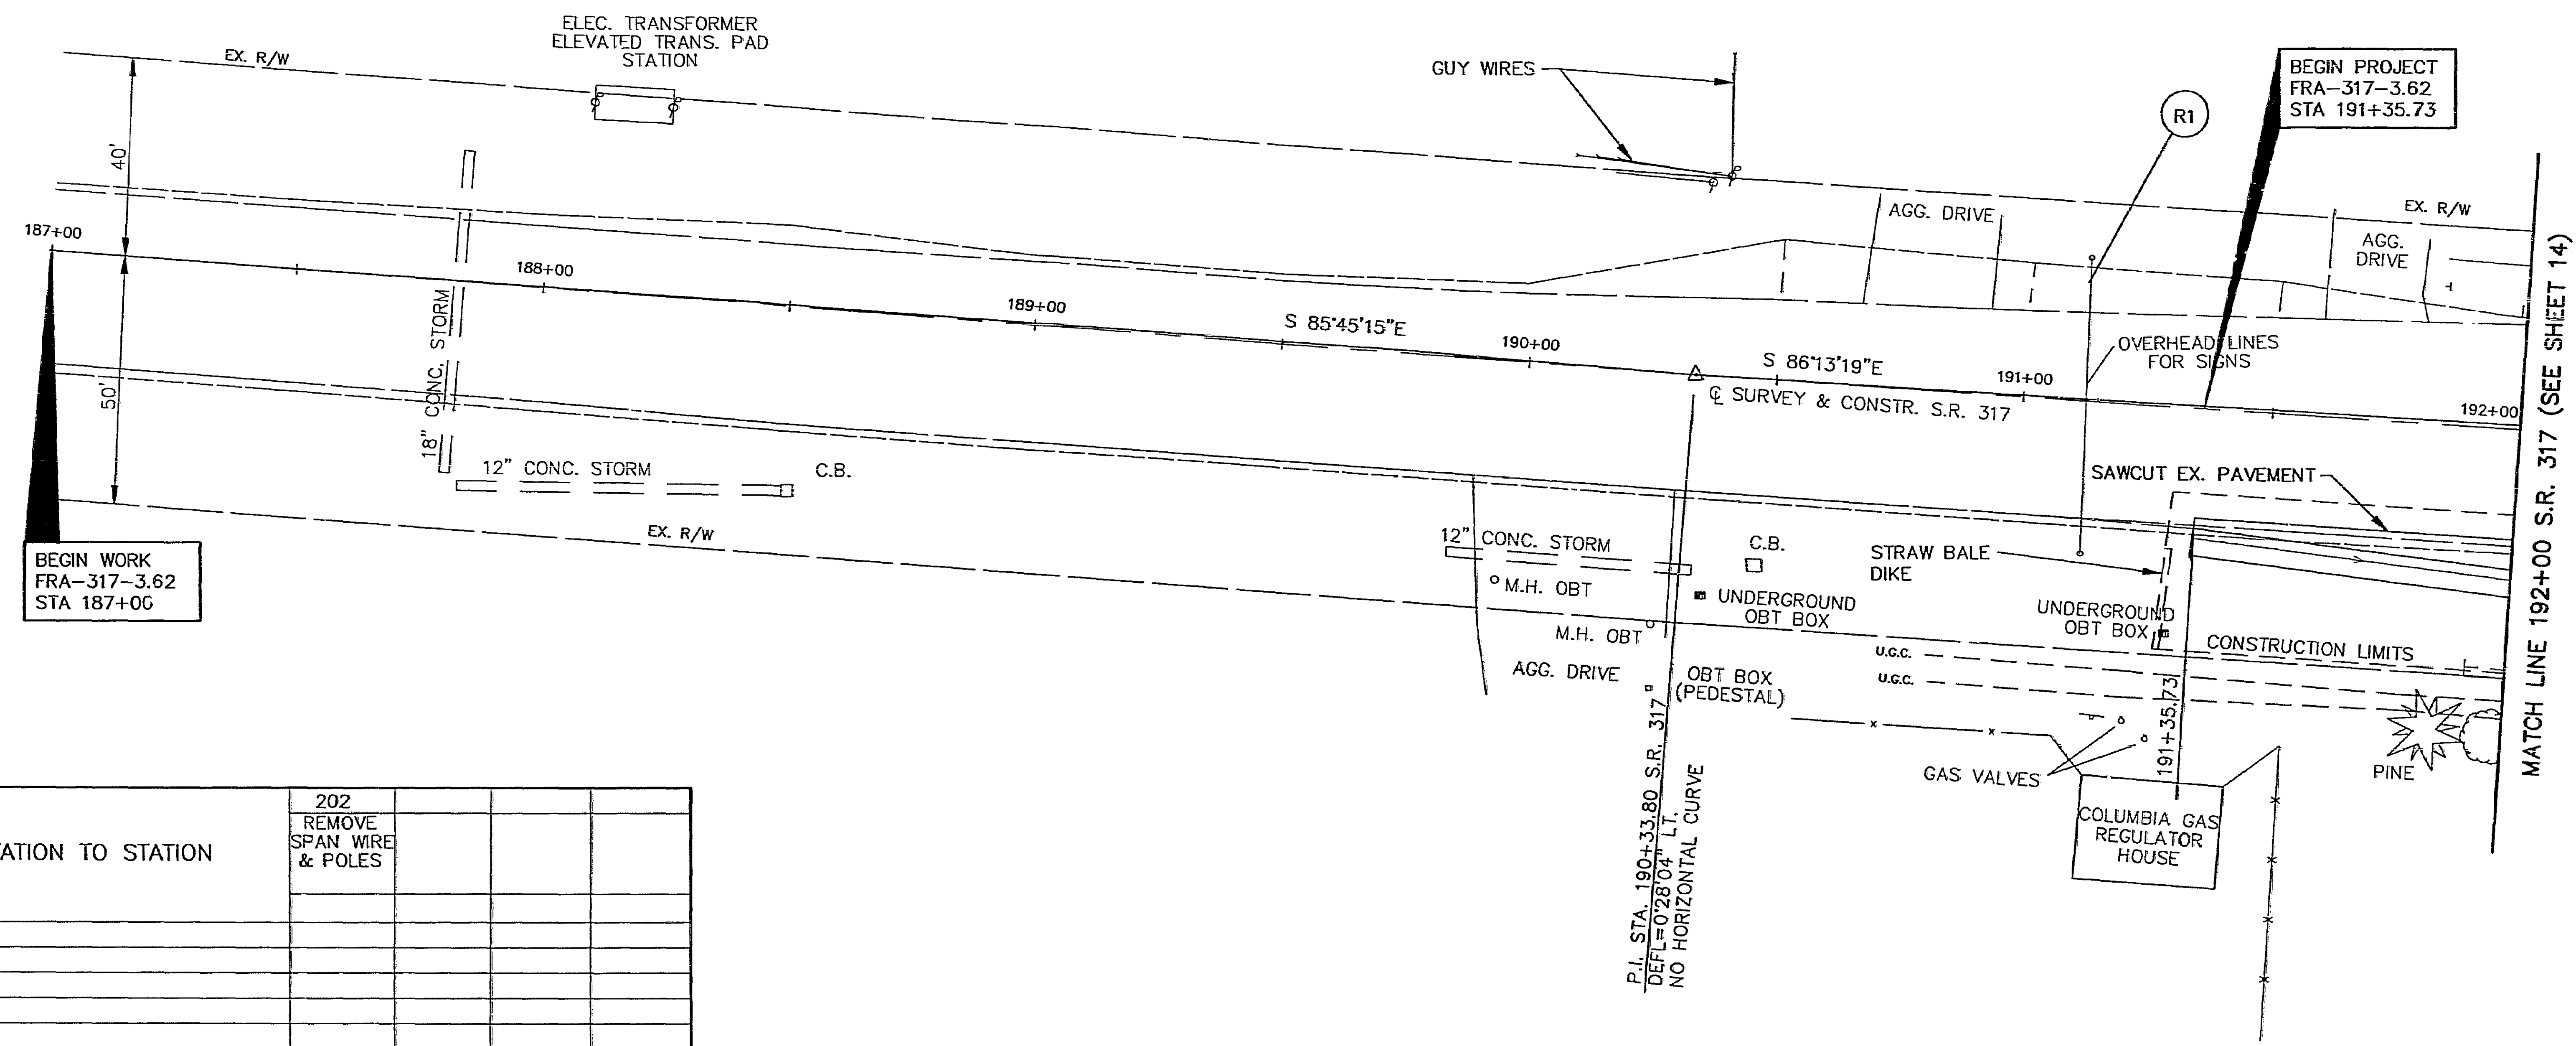 ELEC. TRANSFORMER
ELEVATED TRANS. PAD
STATION
EX. R/W
GUY WIRES
BEGIN PROJECT
FRA-317-3.62
STA 191+35.73
R1
40'
AGG. DRIVE
EX. R/W
AGG.
DRIVE
187+00
188+00
189+00
S 85°45'15"E
190+00
S 86°13'19"E
191+00
OVERHEAD LINES
FOR SIGNS
192+00
℄ SURVEY & CONSTR. S.R. 317
MATCH LINE 192+00 S.R. 317 (SEE SHEET 14)
50'
18" CONC. STORM
12" CONC. STORM
C.B.
SAWCUT EX. PAVEMENT
EX. R/W
12" CONC. STORM
C.B.
STRAW BALE
DIKE
M.H. OBT
UNDERGROUND
OBT BOX
UNDERGROUND
OBT BOX
BEGIN WORK
FRA-317-3.62
STA 187+00
M.H. OBT
CONSTRUCTION LIMITS
U.G.C.
U.G.C.
AGG. DRIVE
OBT BOX
(PEDESTAL)
191+35.73
GAS VALVES
PINE
P.I. STA. 190+33.80 S.R. 317
DEFL=0°28'04" LT.
NO HORIZONTAL CURVE
COLUMBIA GAS
REGULATOR
HOUSE
202
REMOVE
SPAN WIRE
& POLES
ATION TO STATION